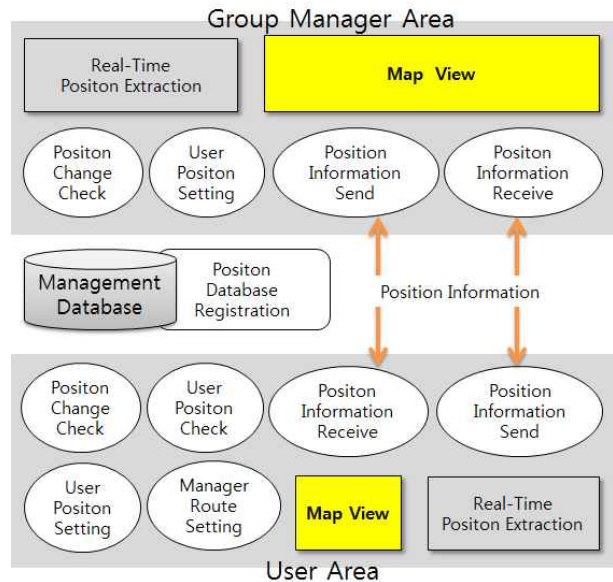 Group Manager Area
Real-Time
Positon Extraction
Map View
Positon
Change
Check
User
Positon
Setting
Position
Information
Send
Positon
Information
Receive
Management
Database
Positon
Database
Registration
Position Information
Positon
Change
Check
User
Positon
Check
Positon
Information
Receive
Position
Information
Send
User
Positon
Setting
Manager
Route
Setting
Map View
Real-Time
Positon Extraction
User Area